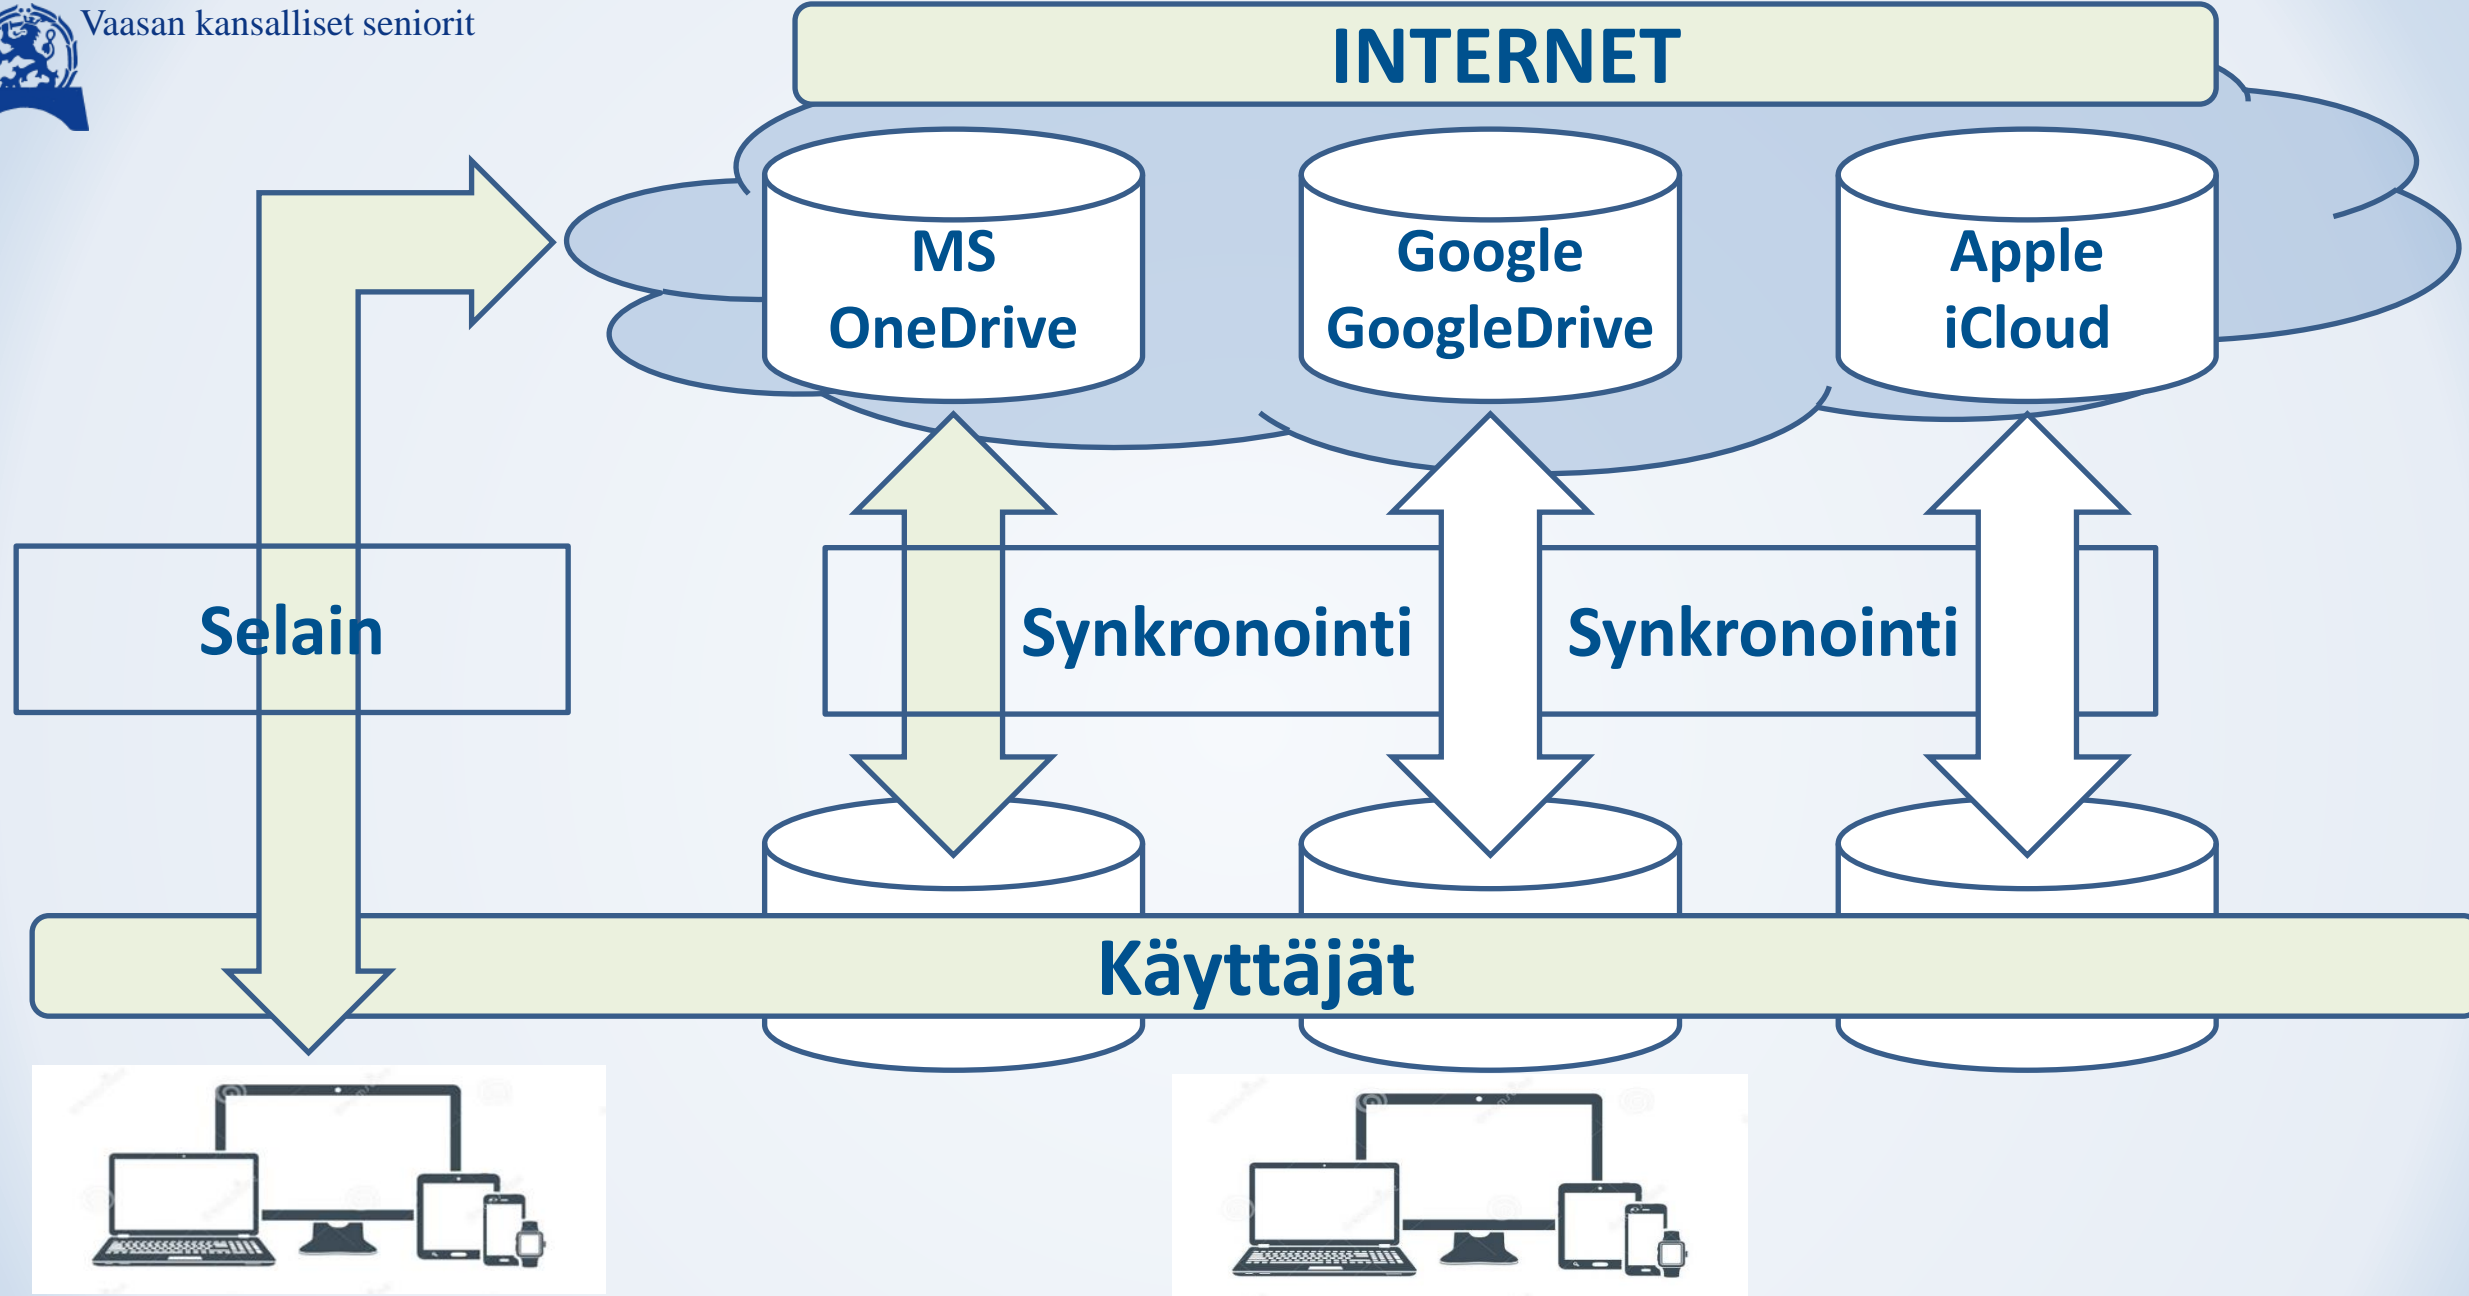 Vaasan kansalliset seniorit
INTERNET
MS
OneDrive
Google
GoogleDrive
Apple
iCloud
Selain
Synkronointi
Synkronointi
Käyttäjät